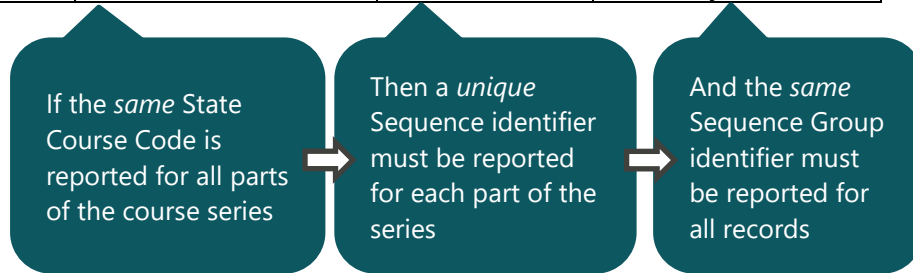 If the same State
Course Code is
reported for all parts
of the course series
Then a unique
Sequence identifier
must be reported
for each part of the
series
And the same
Sequence Group
identifier must
be reported for
all records